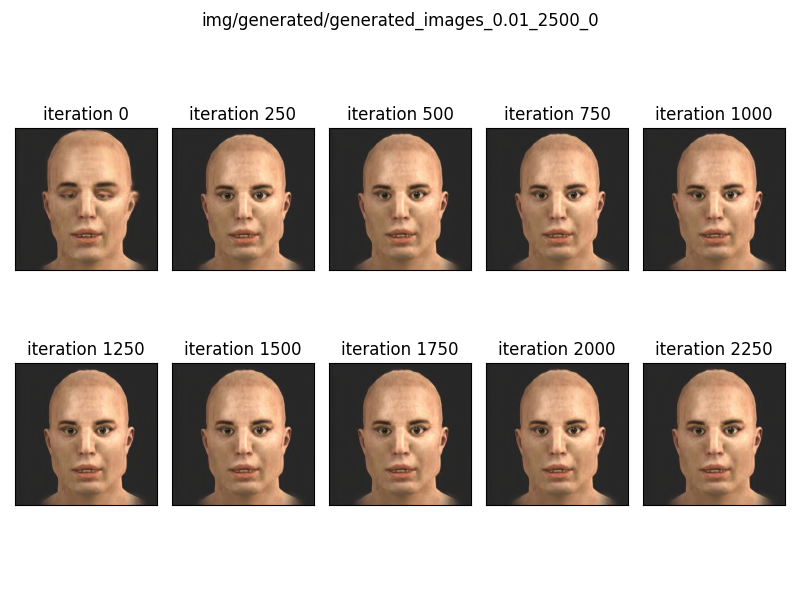 img/generated/generated_images_0.01_2500_0
iteration 0
iteration 250
iteration 500
iteration 750
iteration 1000
iteration 1250
iteration 1500
iteration 1750
iteration 2000
iteration 2250